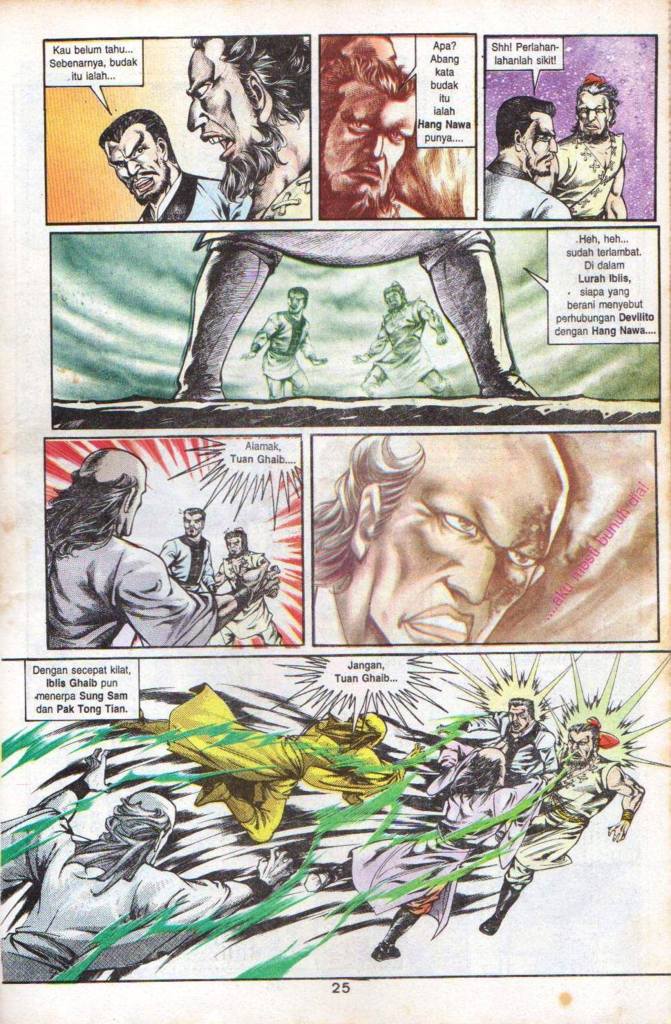 Kau belum tahu...
Sebenarnya, budak
itu ialah...
Apa?
Abang
kata
budak
itu
ialah
Hang Nawa
punya....
Shh! Perlahan-
lahanlah sikit!
Heh, heh...
sudah terlambat.
Di dalam
Lurah Iblis,
siapa yang
berani menyebut
perhubungan Devilito
dengan Hang Nawa....
Alamak,
Tuan Ghaib....
...aku mesti bunuh dia!
Dengan secepat kilat,
Iblis Ghaib pun
menerpa Sung Sam
dan Pak Tong Tian.
Jangan,
Tuan Ghaib...
25